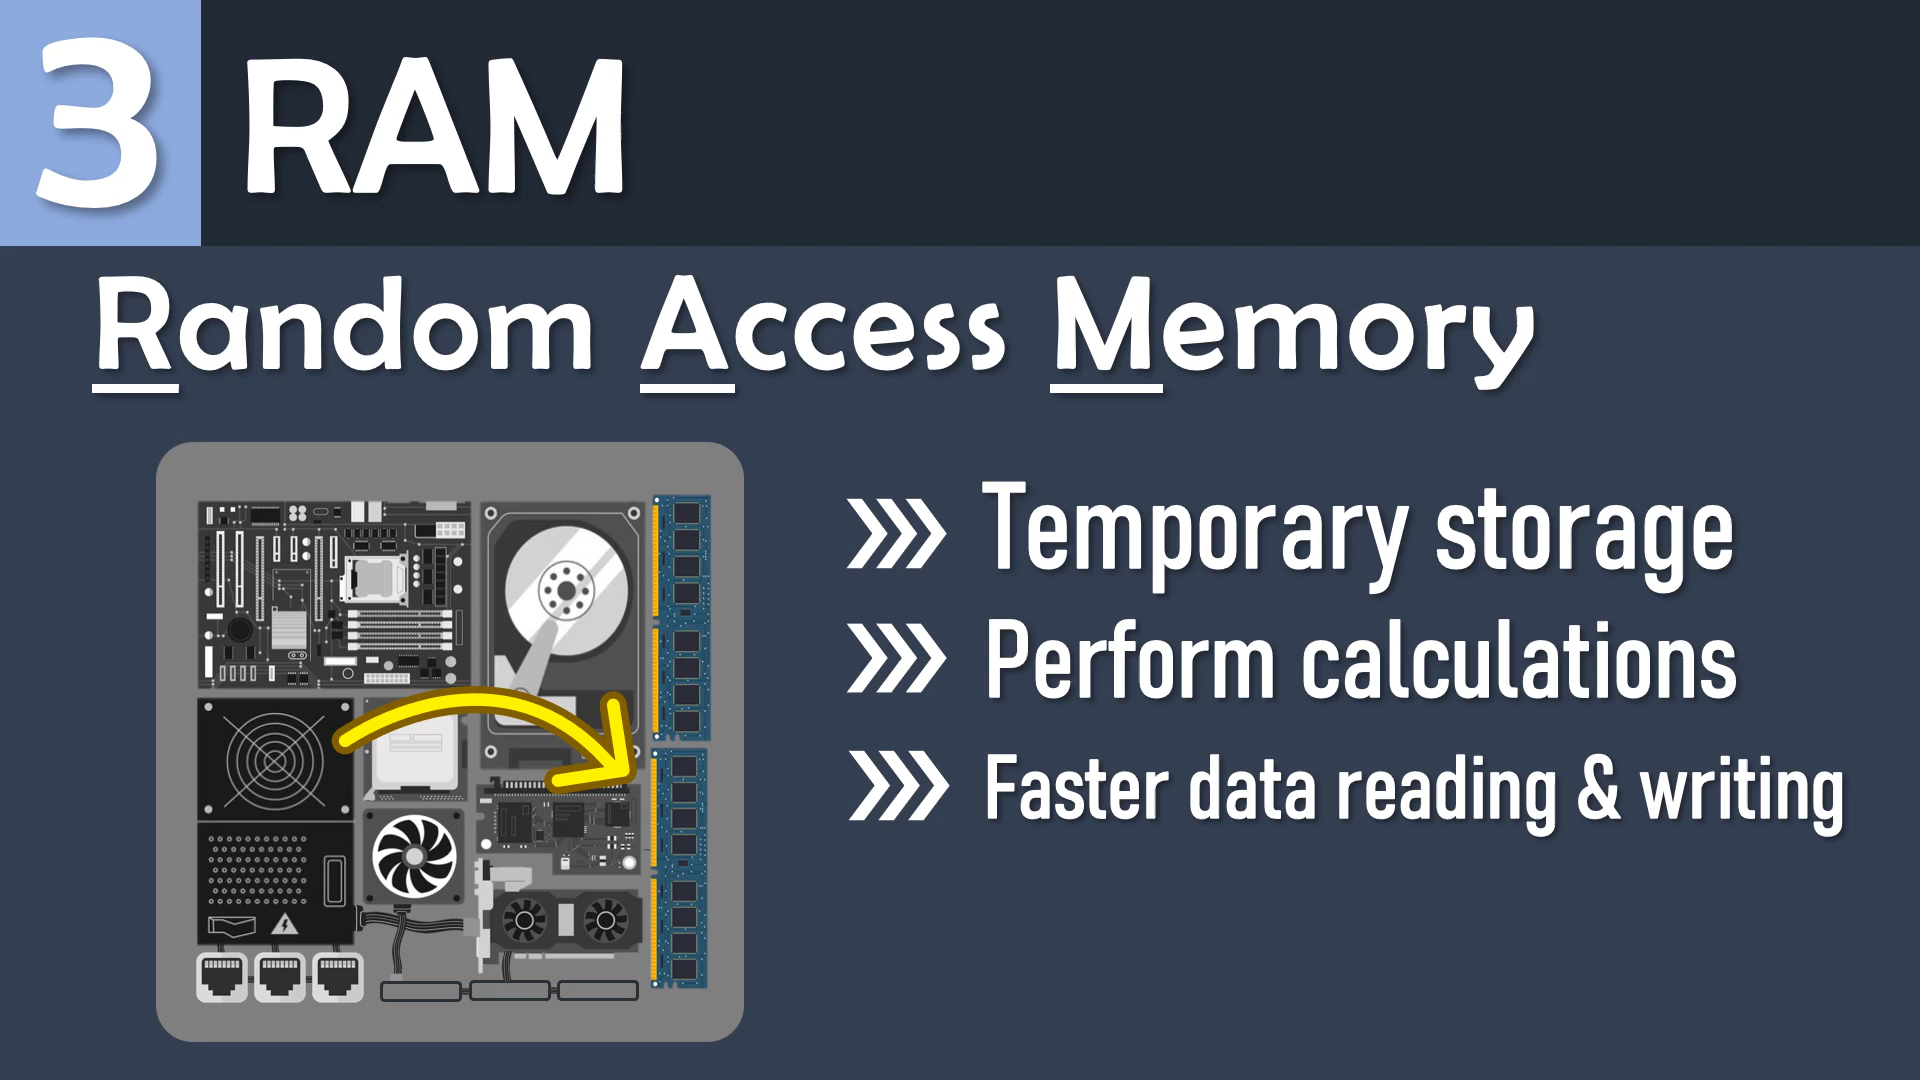 3 RAM
Random Access Memory
Temporary storage
Perform calculations
Faster data reading & writing